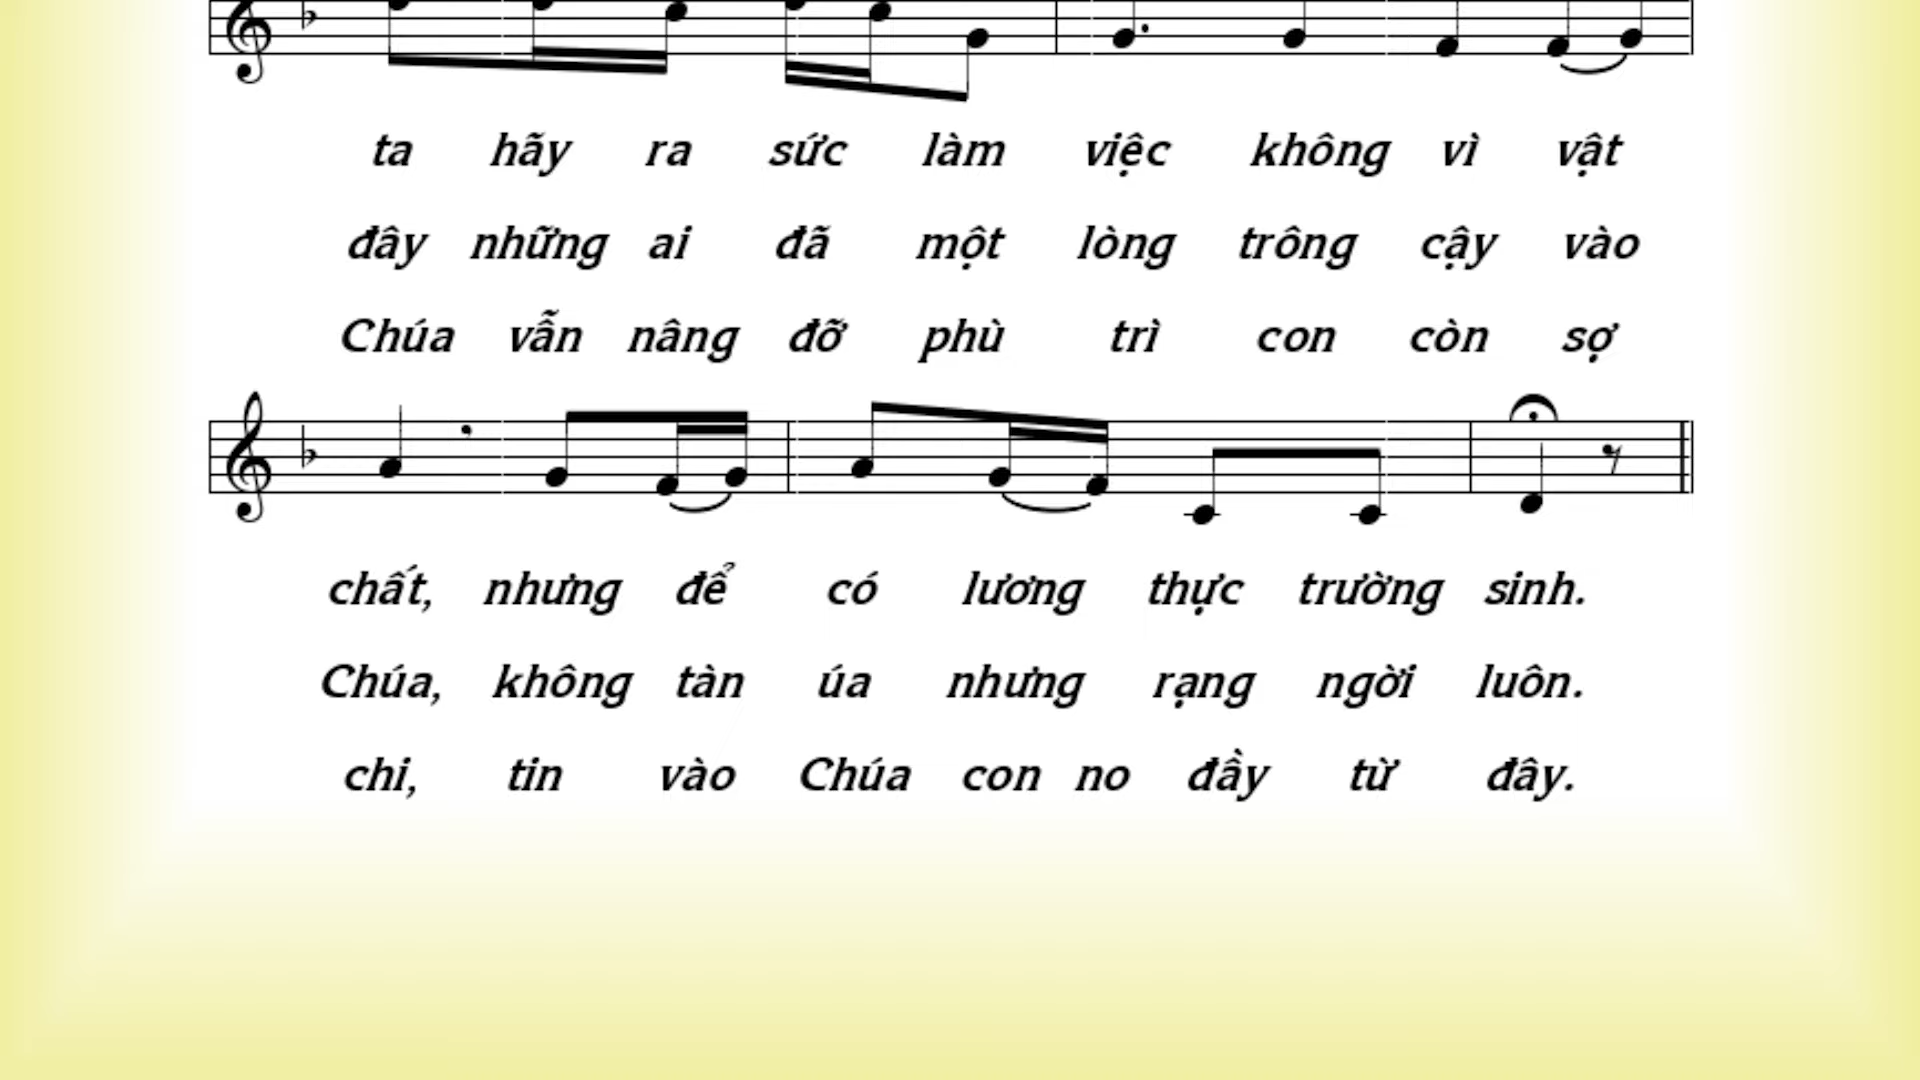 ta hãy ra sức làm việc không vì vật
đây những ai đã một lòng trông cậy vào
Chúa vẫn nâng đỡ phù trì con còn sợ
chất, nhưng để có lương thực trường sinh.
Chúa, không tàn úa nhưng rạng ngời luôn.
chi, tin vào Chúa con no đầy từ đây.